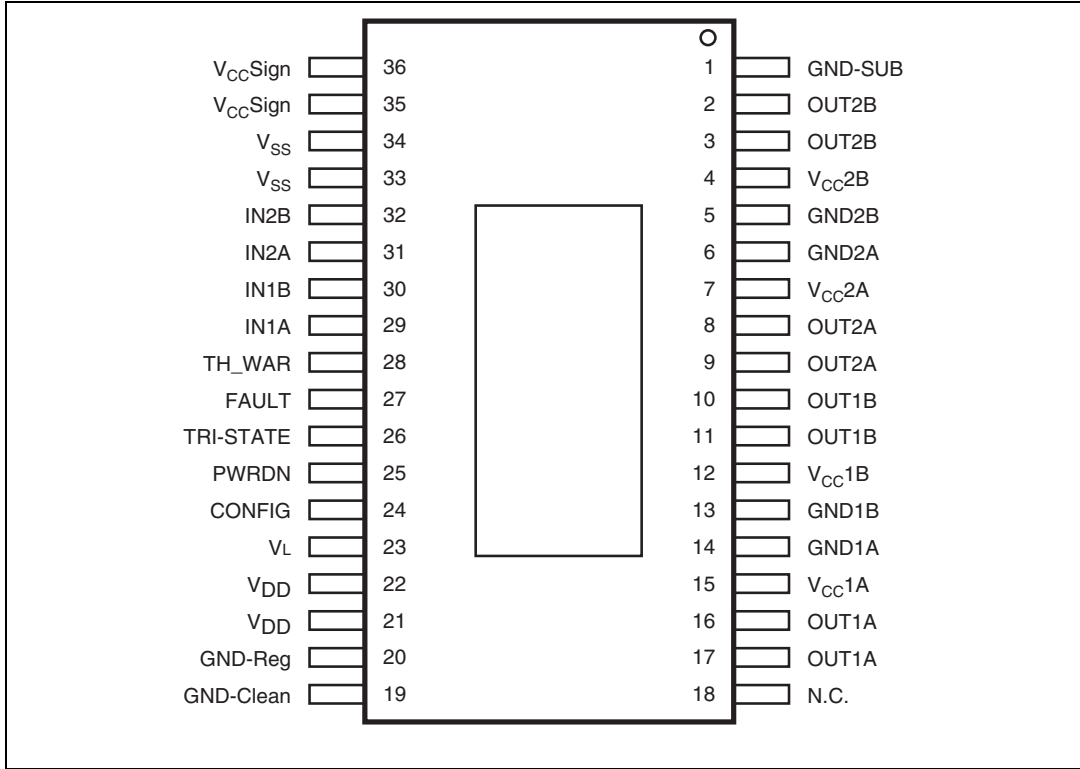 VCCSign 36 1 GND-SUB
VCCSign 35 2 OUT2B
VSS 34 3 OUT2B
VSS 33 4 VCC2B
IN2B 32 5 GND2B
IN2A 31 6 GND2A
IN1B 30 7 VCC2A
IN1A 29 8 OUT2A
TH_WAR 28 9 OUT2A
FAULT 27 10 OUT1B
TRI-STATE 26 11 OUT1B
PWRDN 25 12 VCC1B
CONFIG 24 13 GND1B
VL 23 14 GND1A
VDD 22 15 VCC1A
VDD 21 16 OUT1A
GND-Reg 20 17 OUT1A
GND-Clean 19 18 N.C.